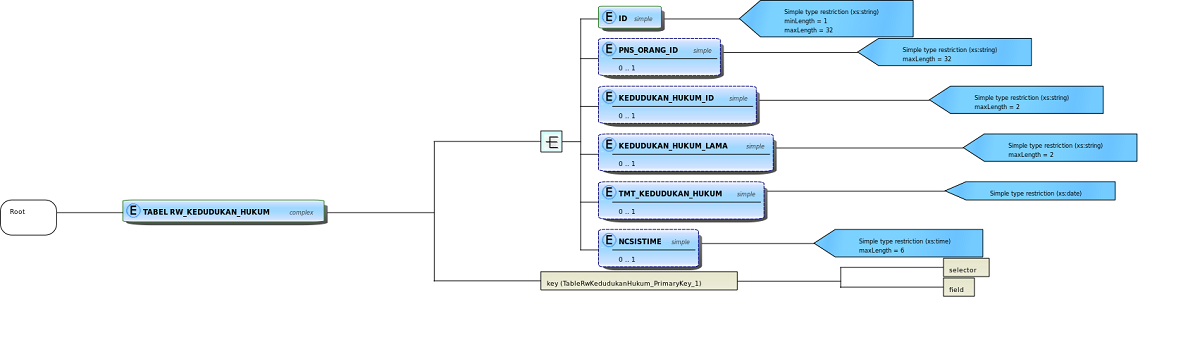 Root
E TABEL RW_KEDUDUKAN_HUKUM complex
E ID simple
Simple type restriction (xs:string)
minLength = 1
maxLength = 32
E PNS_ORANG_ID simple
0 .. 1
Simple type restriction (xs:string)
maxLength = 32
E KEDUDUKAN_HUKUM_ID simple
0 .. 1
Simple type restriction (xs:string)
maxLength = 2
E KEDUDUKAN_HUKUM_LAMA simple
0 .. 1
Simple type restriction (xs:string)
maxLength = 2
E TMT_KEDUDUKAN_HUKUM simple
0 .. 1
Simple type restriction (xs:date)
E NCSISTIME simple
0 .. 1
Simple type restriction (xs:time)
maxLength = 6
key (TableRwKedudukanHukum_PrimaryKey_1)
selector
field